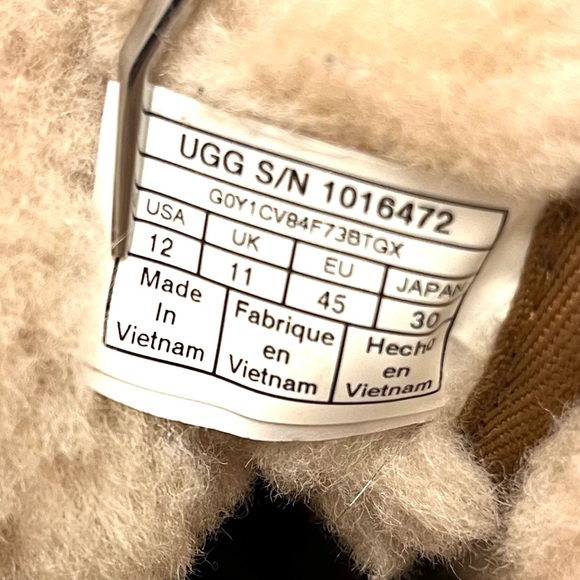 UGG S/N 1016472
G0Y1CV84F73BTGX
USA UK EU JAPAN
12 11 45 30
Made
In
Vietnam
Fabrique
en
Vietnam
Hecho
en
Vietnam